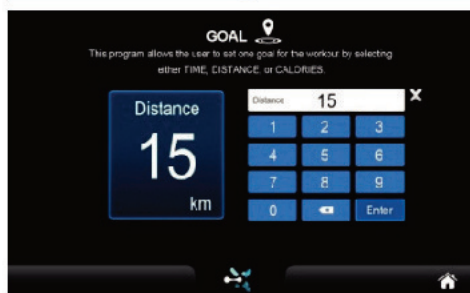 GOAL
This program allows the user to set one goal for the workout by selecting
either TIME, DISTANCE, or CALORIES.
Distance
15
km
Distance 15
X
1 2 3
4 5 6
7 8 9
0 Enter